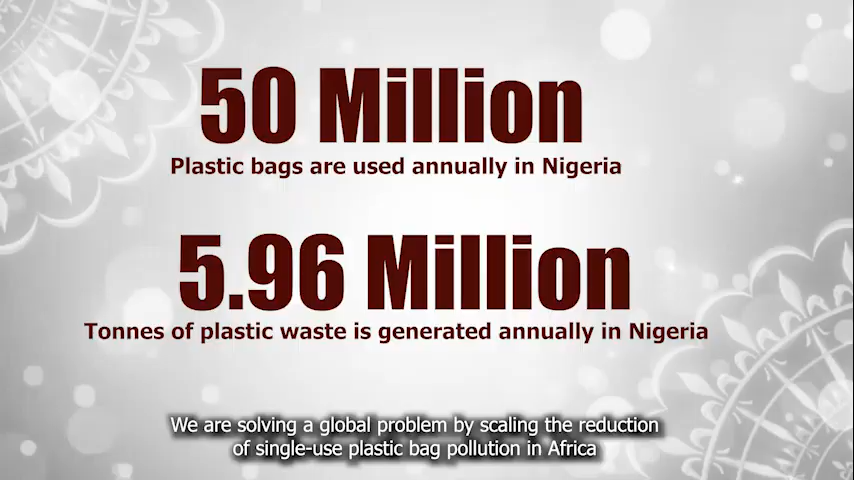 50 Million
Plastic bags are used annually in Nigeria
5.96 Million
Tonnes of plastic waste is generated annually in Nigeria
We are solving a global problem by scaling the reduction
of single-use plastic bag pollution in Africa